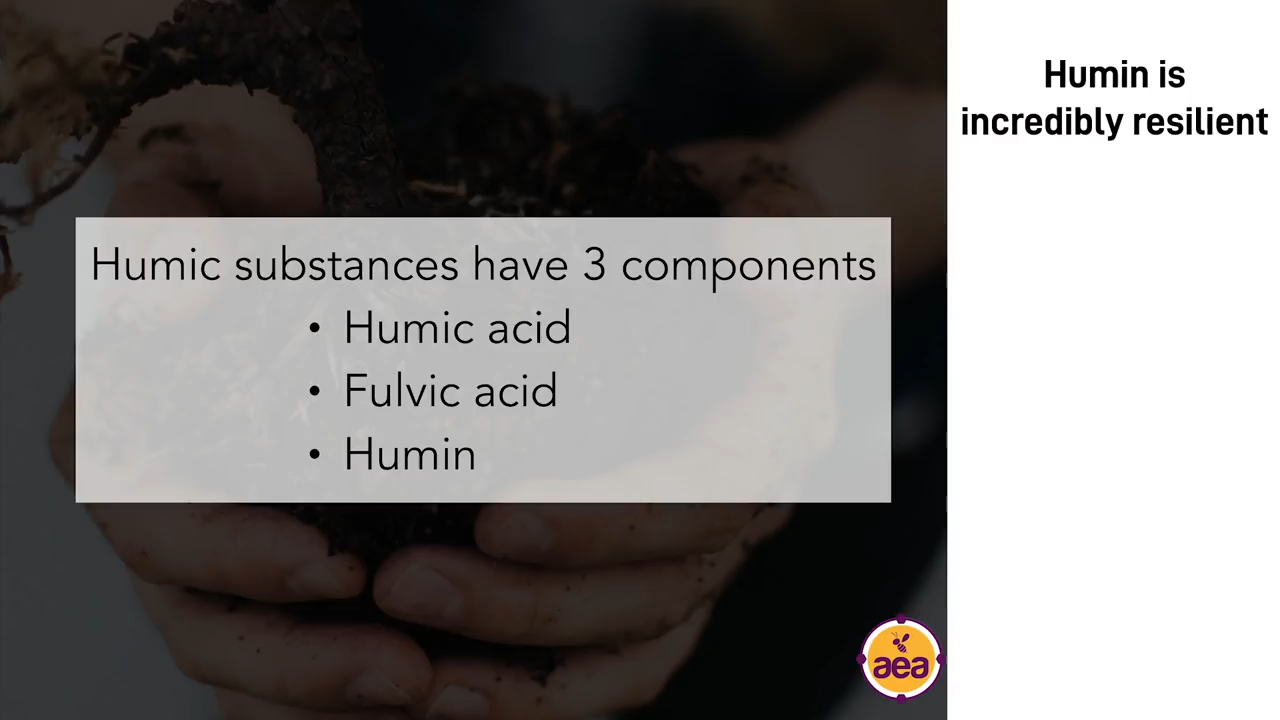 Humic substances have 3 components
• Humic acid
• Fulvic acid
• Humin
aea
Humin is
incredibly resilient